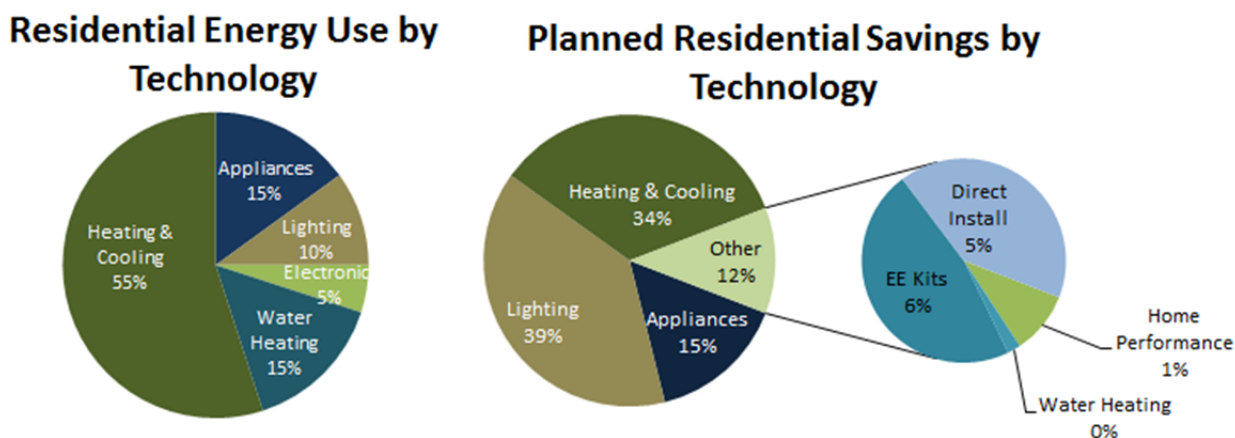 Residential Energy Use by
Technology
Appliances
15%
Lighting
10%
Electronic
5%
Water
Heating
15%
Heating &
Cooling
55%
Planned Residential Savings by
Technology
Heating & Cooling
34%
Other
12%
Appliances
15%
Lighting
39%
Direct
Install
5%
EE Kits
6%
Home
Performance
1%
Water Heating
0%